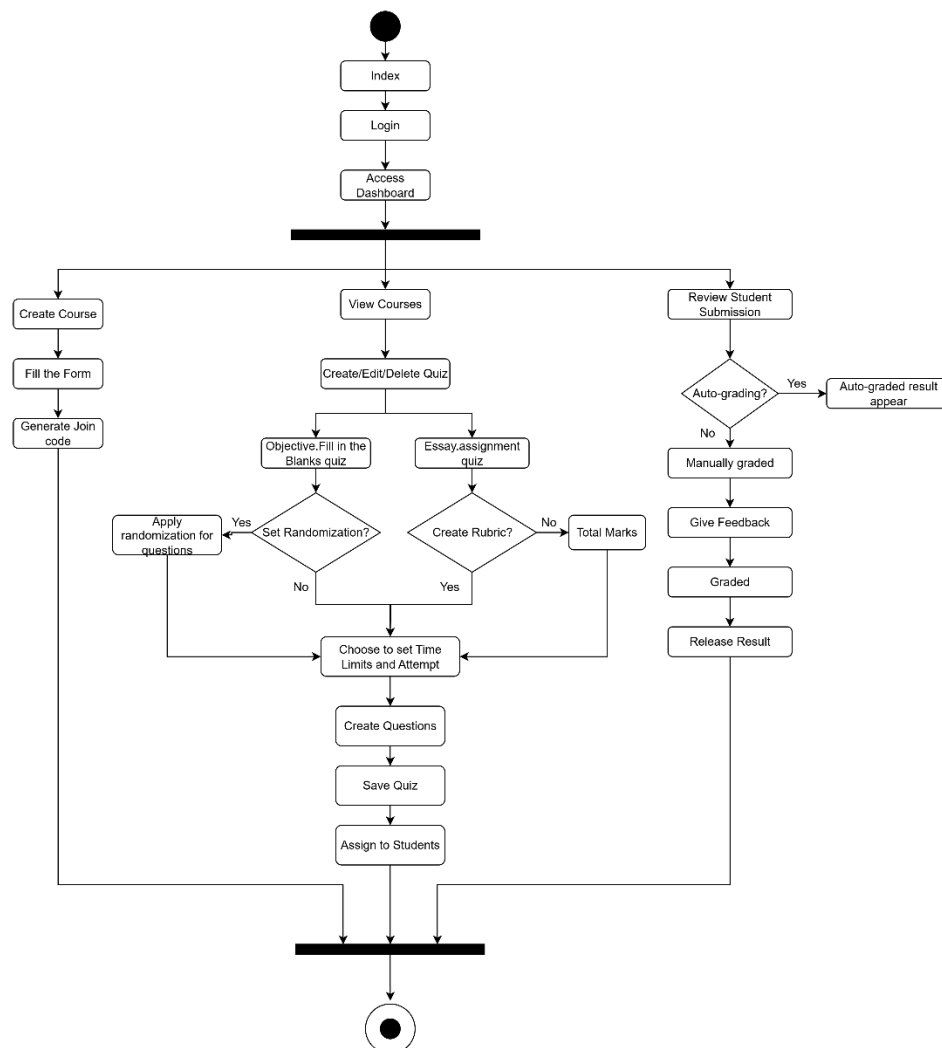 Index
Login
Access
Dashboard
Create Course
View Courses
Review Student
Submission
Fill the Form
Create/Edit/Delete Quiz
Auto-grading?
Yes
Auto-graded result
appear
Generate Join
code
Objective.Fill in the
Blanks quiz
Essay.assignment
quiz
No
Manually graded
Apply
randomization for
questions
Yes
Set Randomization?
Create Rubric?
No
Total Marks
Give Feedback
No
Yes
Graded
Choose to set Time
Limits and Attempt
Release Result
Create Questions
Save Quiz
Assign to Students